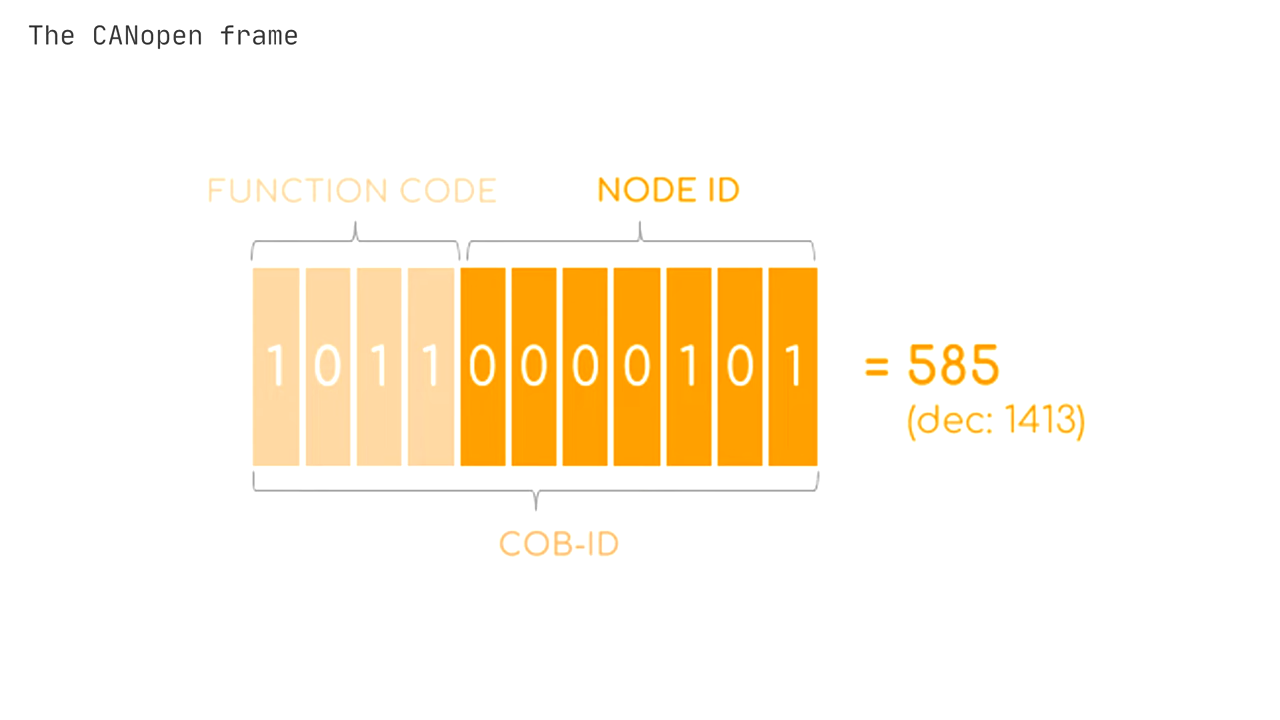 The CANopen frame
FUNCTION CODE NODE ID
1 0 1 1 0 0 0 0 1 0 1 = 585
(dec: 1413)
COB-ID